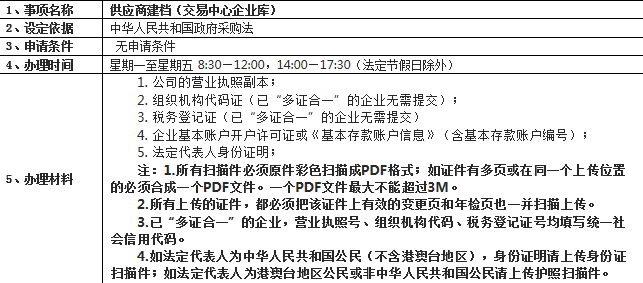 1、事项名称 供应商建档（交易中心企业库）
2、设定依据 中华人民共和国政府采购法
3、申请条件 无申请条件
4、办理时间 星期一至星期五 8:30－12:00，14:00－17:30（法定节假日除外）
5、办理材料
1. 公司的营业执照副本；
2. 组织机构代码证（已“多证合一”的企业无需提交）；
3. 税务登记证（已“多证合一”的企业无需提交）
4. 企业基本账户开户许可证或《基本存款账户信息》（含基本存款账户编号）；
5. 法定代表人身份证明；
注：1.所有扫描件必须原件彩色扫描成PDF格式；如证件有多页或在同一个上传位置
的必须合成一个PDF文件。一个PDF文件最大不能超过3M。
2.所有上传的证件，都必须把该证件上有效的变更页和年检页也一并扫描上传。
3.已“多证合一”的企业，营业执照号、组织机构代码、税务登记证号均填写统一社
会信用代码。
4.如法定代表人为中华人民共和国公民（不含港澳台地区），身份证明请上传身份证
扫描件；如法定代表人为港澳台地区公民或非中华人民共和国公民请上传护照扫描件。